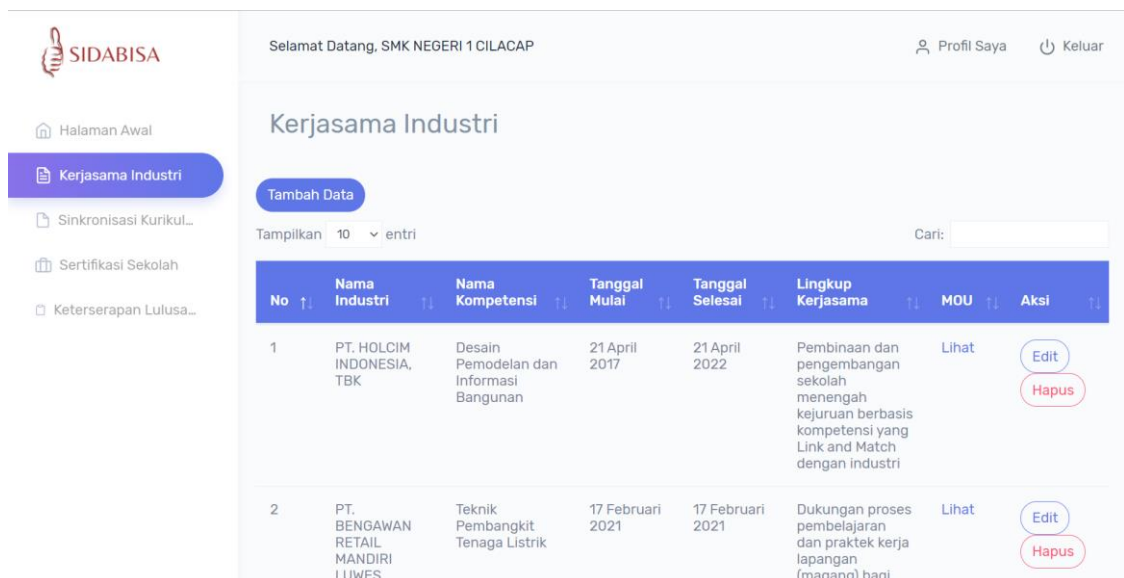 SIDABISA
Selamat Datang, SMK NEGERI 1 CILACAP
Profil Saya
Keluar
Halaman Awal
Kerjasama Industri
Sinkronisasi Kurikul...
Sertifikasi Sekolah
Keterserapan Lulusa...
Kerjasama Industri
Tambah Data
Tampilkan 10 entri
Cari:
No
Nama
Industri
Nama
Kompetensi
Tanggal
Mulai
Tanggal
Selesai
Lingkup
Kerjasama
MOU
Aksi
1
PT. HOLCIM
INDONESIA,
TBK
Desain
Pemodelan dan
Informasi
Bangunan
21 April
2017
21 April
2022
Pembinaan dan
pengembangan
sekolah
menengah
kejuruan berbasis
kompetensi yang
Link and Match
dengan industri
Lihat
Edit
Hapus
2
PT.
BENGAWAN
RETAIL
MANDIRI
LUWES
Teknik
Pembangkit
Tenaga Listrik
17 Februari
2021
17 Februari
2021
Dukungan proses
pembelajaran
dan praktek kerja
lapangan
(magang) bagi
Lihat
Edit
Hapus